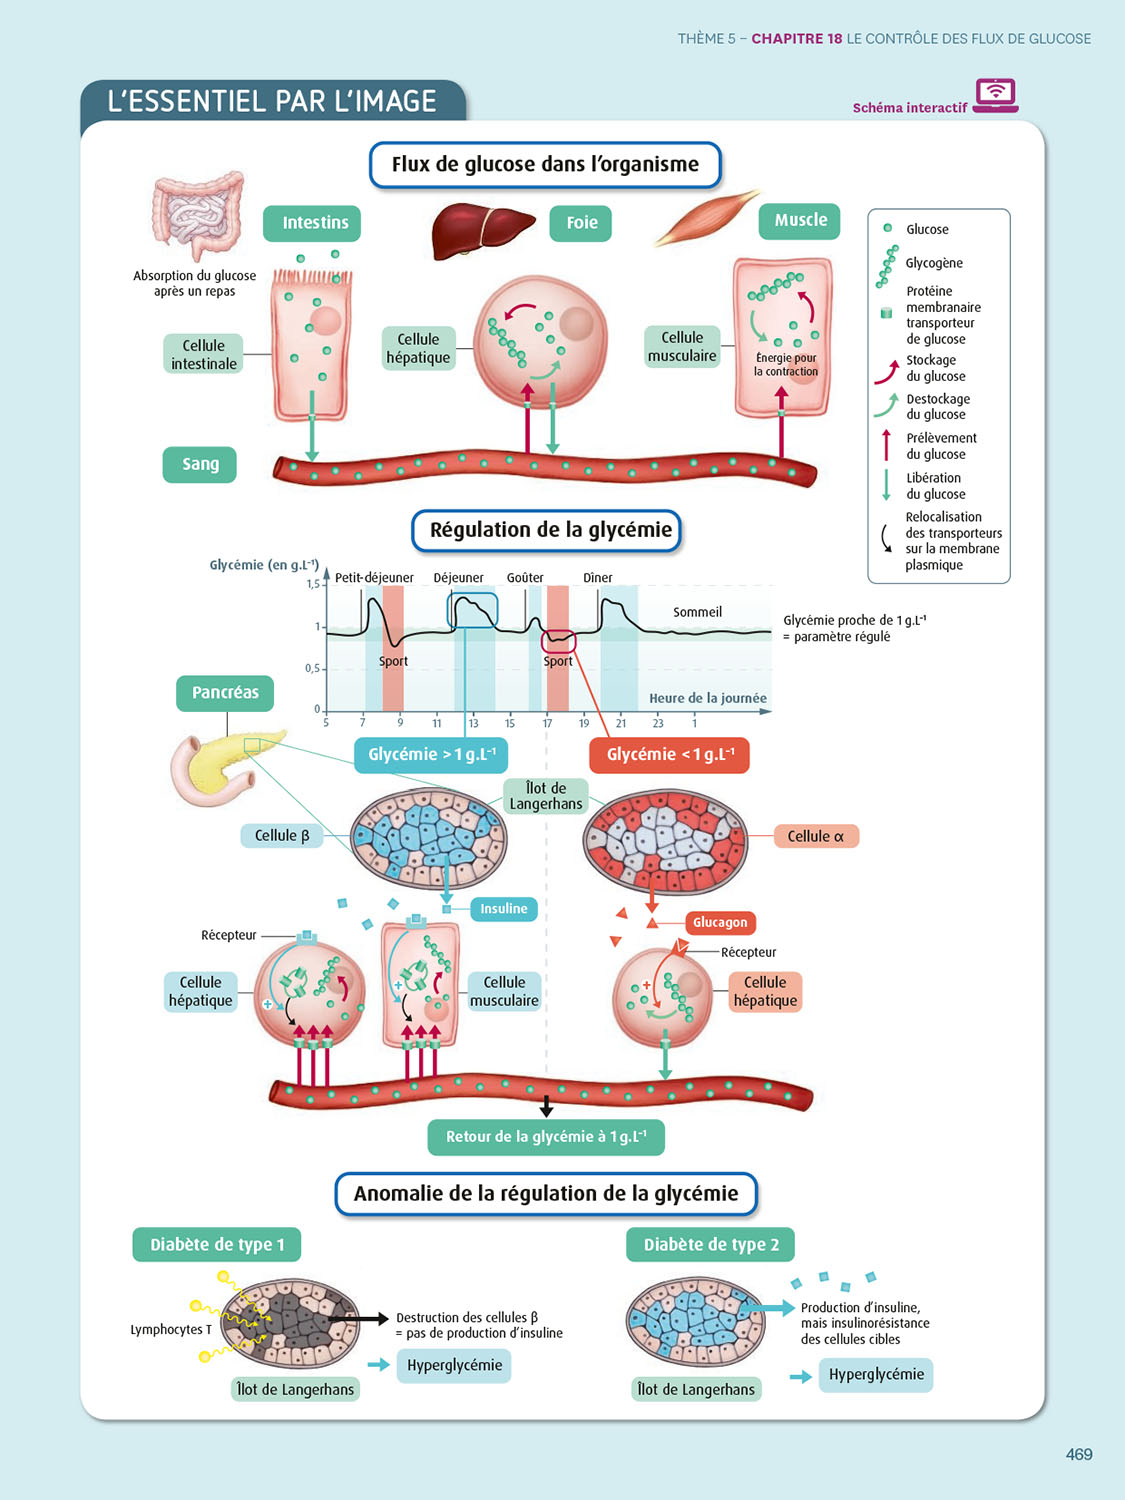 THÈME 5 – CHAPITRE 18 LE CONTRÔLE DES FLUX DE GLUCOSE
L'ESSENTIEL PAR L'IMAGE
Schéma interactif
Flux de glucose dans l'organisme
Intestins
Foie
Muscle
Absorption du glucose
après un repas
Cellule
intestinale
Cellule
hépatique
Cellule
musculaire
Énergie pour
la contraction
Sang
Glucose
Glycogène
Protéine
membranaire
transporteur
de glucose
Stockage
du glucose
Destockage
du glucose
Prélèvement
du glucose
Libération
du glucose
Relocalisation
des transporteurs
sur la membrane
plasmique
Régulation de la glycémie
Glycémie (en g.L⁻¹)
1,5
1
0,5
0
Petit-déjeuner
Déjeuner
Goûter
Dîner
Sommeil
Sport
Sport
Heure de la journée
5 7 9 11 13 15 17 19 21 23 1
Glycémie proche de 1 g.L⁻¹
= paramètre régulé
Pancréas
Glycémie > 1 g.L⁻¹
Glycémie < 1 g.L⁻¹
Îlot de
Langerhans
Cellule β
Cellule α
Insuline
Glucagon
Récepteur
Récepteur
Cellule
hépatique
+
+
Cellule
musculaire
+
Cellule
hépatique
Retour de la glycémie à 1 g.L⁻¹
Anomalie de la régulation de la glycémie
Diabète de type 1
Lymphocytes T
Destruction des cellules β
= pas de production d'insuline
Hyperglycémie
Îlot de Langerhans
Diabète de type 2
Production d'insuline,
mais insulinorésistance
des cellules cibles
Hyperglycémie
Îlot de Langerhans
469